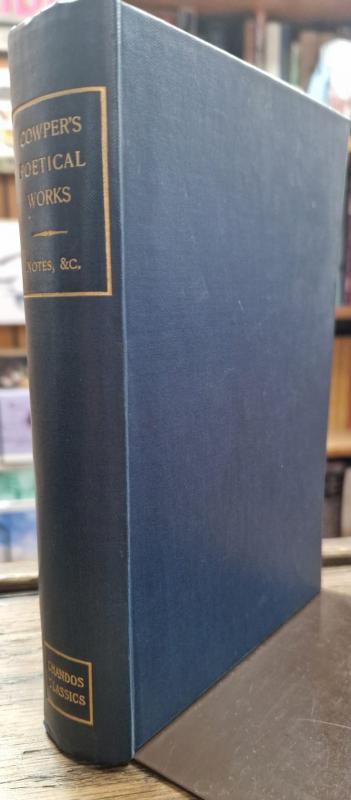 COWPER'S
POETICAL
WORKS
NOTES, &C.
CHANDOS
CLASSICS